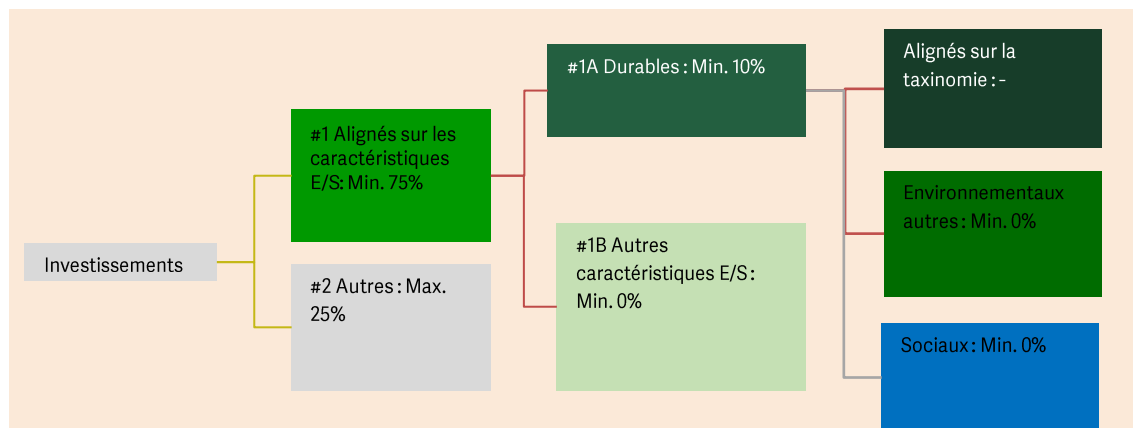 Investissements
#1 Alignés sur les
caractéristiques
E/S: Min. 75%
#2 Autres : Max.
25%
#1A Durables : Min. 10%
#1B Autres
caractéristiques E/S :
Min. 0%
Alignés sur la
taxinomie : -
Environnementaux
autres : Min. 0%
Sociaux : Min. 0%